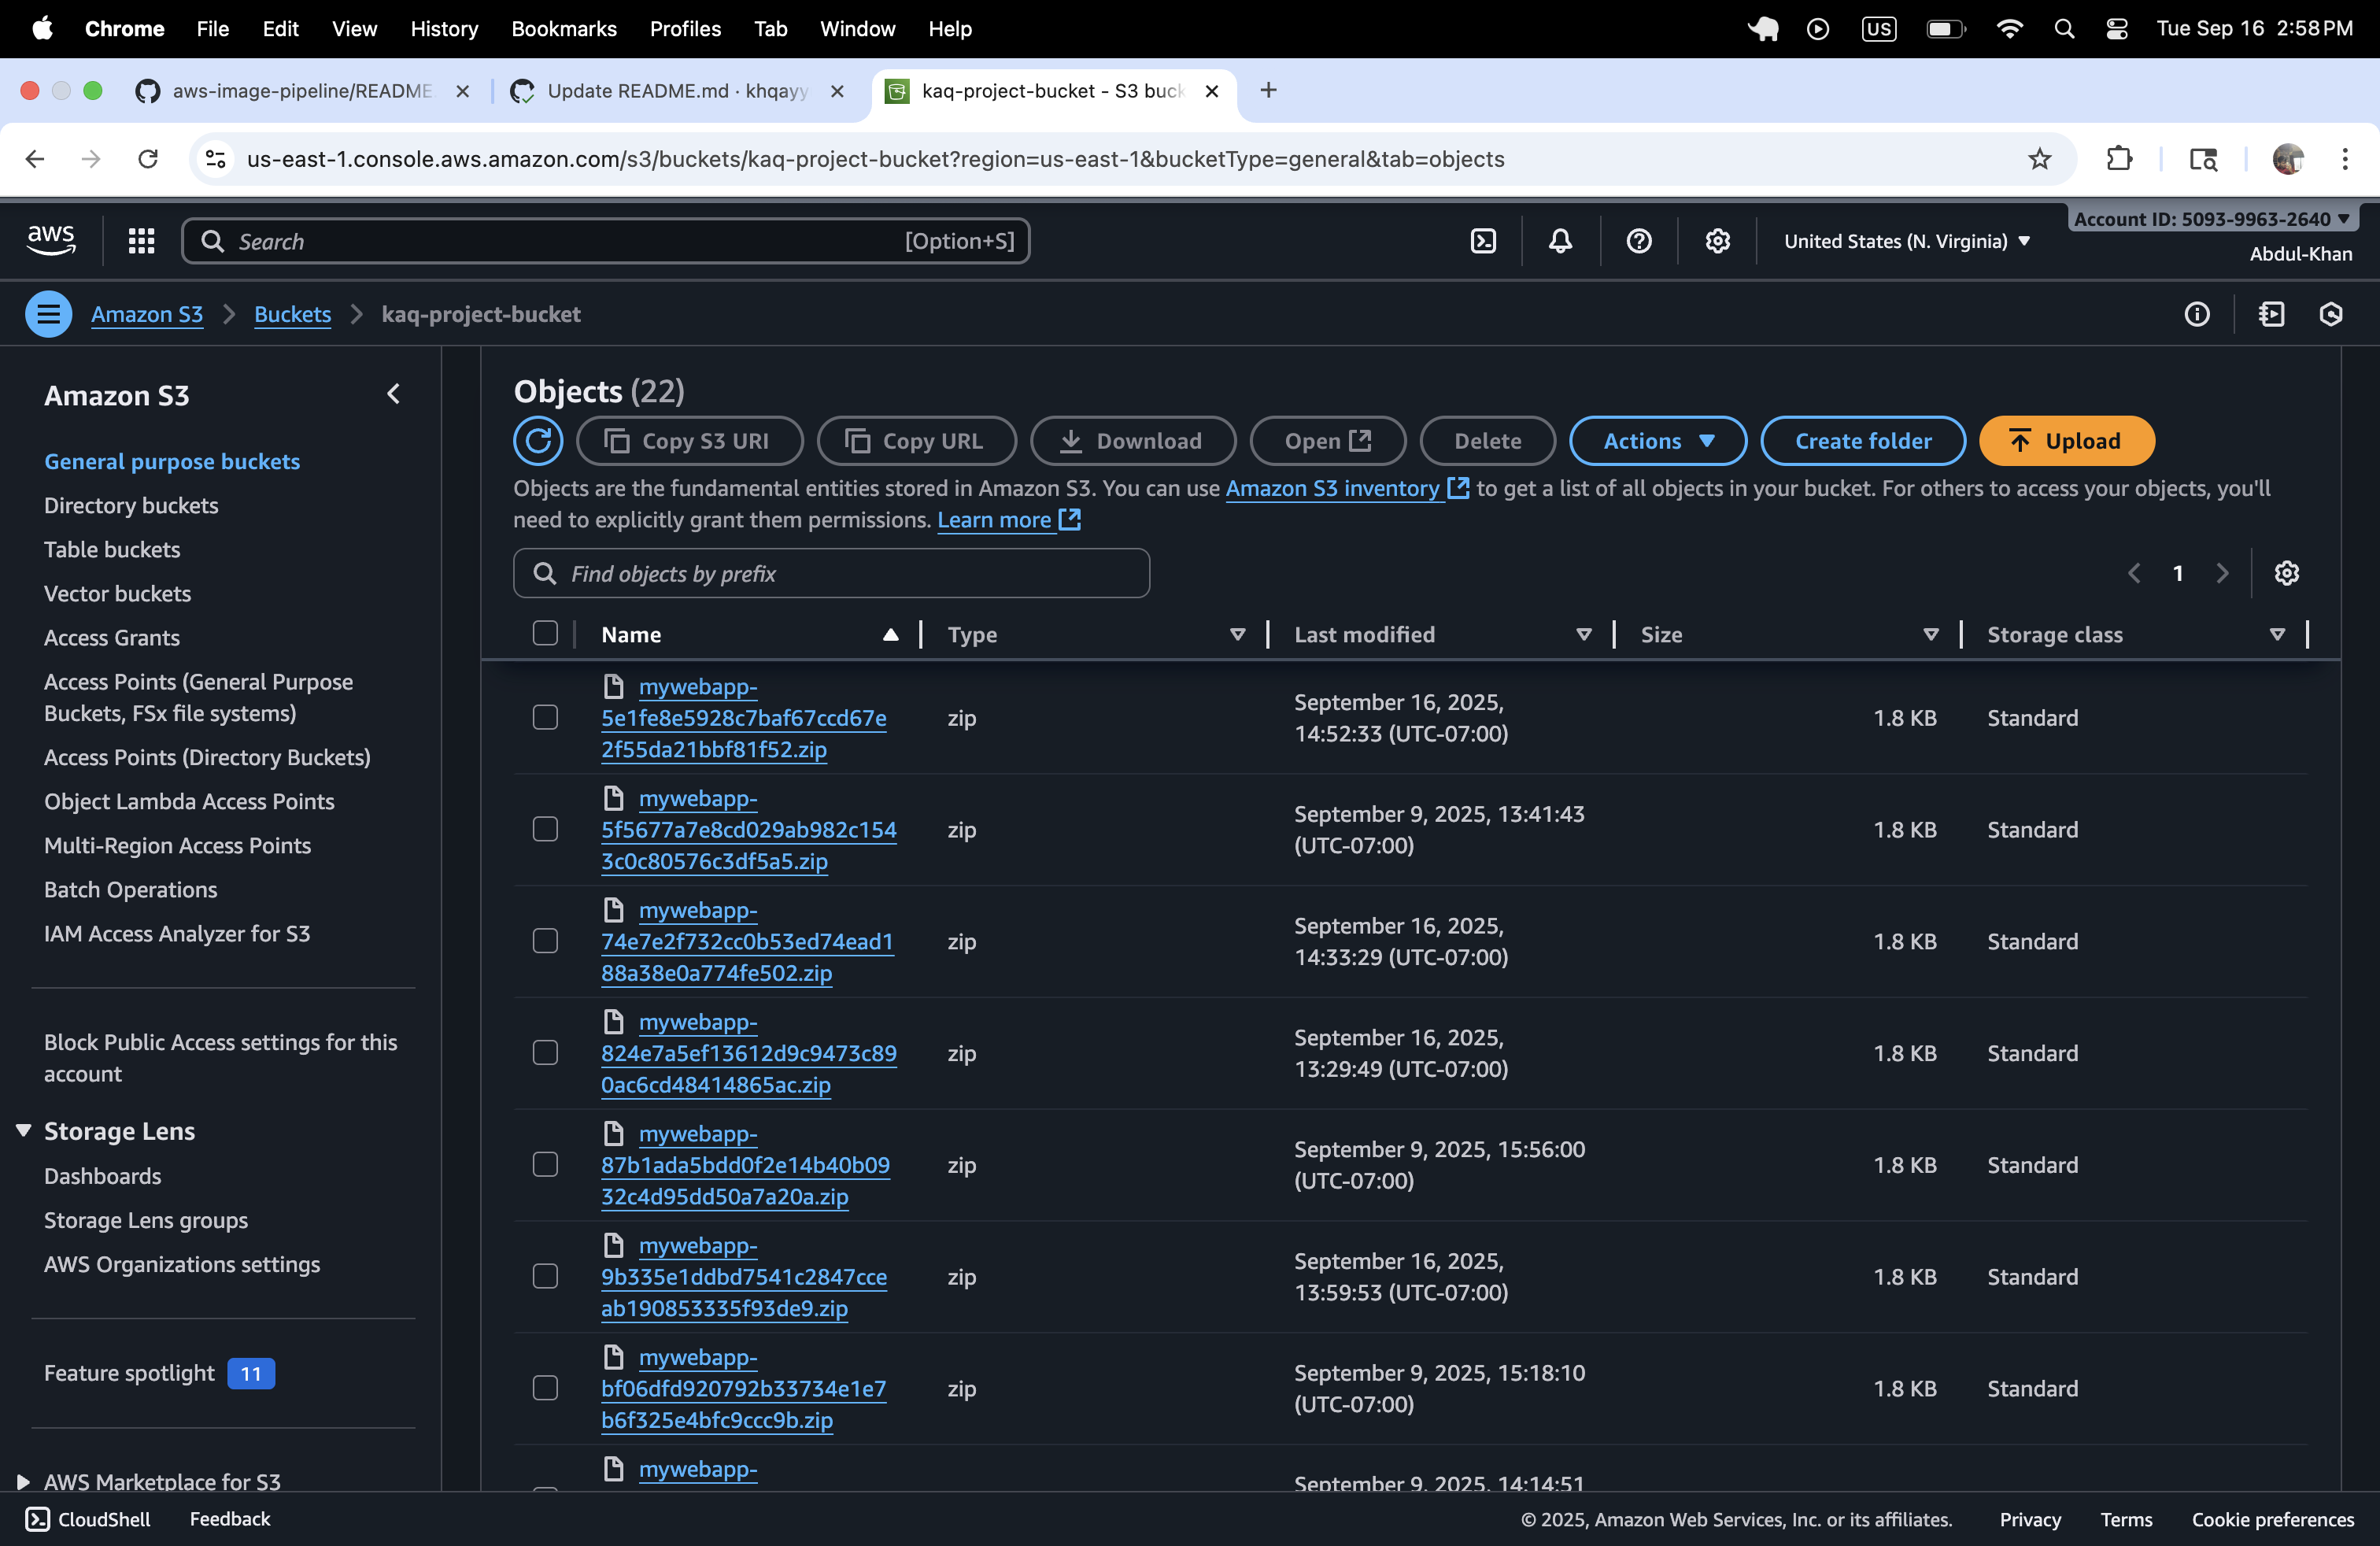 Chrome File Edit View History Bookmarks Profiles Tab Window Help US Tue Sep 16 2:58 PM
aws-image-pipeline/README Update README.md · khqayy kaq-project-bucket - S3 buck
us-east-1.console.aws.amazon.com/s3/buckets/kaq-project-bucket?region=us-east-1&bucketType=general&tab=objects
aws Search [Option+S] United States (N. Virginia) Account ID: 5093-9963-2640
Abdul-Khan
Amazon S3 Buckets kaq-project-bucket
Amazon S3
General purpose buckets
Directory buckets
Table buckets
Vector buckets
Access Grants
Access Points (General Purpose
Buckets, FSx file systems)
Access Points (Directory Buckets)
Object Lambda Access Points
Multi-Region Access Points
Batch Operations
IAM Access Analyzer for S3
Block Public Access settings for this
account
Storage Lens
Dashboards
Storage Lens groups
AWS Organizations settings
Feature spotlight 11
AWS Marketplace for S3
Objects (22)
Copy S3 URI Copy URL Download Open Delete Actions Create folder Upload
Objects are the fundamental entities stored in Amazon S3. You can use Amazon S3 inventory to get a list of all objects in your bucket. For others to access your objects, you'll
need to explicitly grant them permissions. Learn more
Find objects by prefix 1
Name Type Last modified Size Storage class
mywebapp-
5e1fe8e5928c7baf67ccd67e
2f55da21bbf81f52.zip
zip
September 16, 2025,
14:52:33 (UTC-07:00)
1.8 KB
Standard
mywebapp-
5f5677a7e8cd029ab982c154
3c0c80576c3df5a5.zip
zip
September 9, 2025, 13:41:43
(UTC-07:00)
1.8 KB
Standard
mywebapp-
74e7e2f732cc0b53ed74ead1
88a38e0a774fe502.zip
zip
September 16, 2025,
14:33:29 (UTC-07:00)
1.8 KB
Standard
mywebapp-
824e7a5ef13612d9c9473c89
0ac6cd48414865ac.zip
zip
September 16, 2025,
13:29:49 (UTC-07:00)
1.8 KB
Standard
mywebapp-
87b1ada5bdd0f2e14b40b09
32c4d95dd50a7a20a.zip
zip
September 9, 2025, 15:56:00
(UTC-07:00)
1.8 KB
Standard
mywebapp-
9b335e1ddbd7541c2847cce
ab190853335f93de9.zip
zip
September 16, 2025,
13:59:53 (UTC-07:00)
1.8 KB
Standard
mywebapp-
bf06dfd920792b33734e1e7
b6f325e4bfc9ccc9b.zip
zip
September 9, 2025, 15:18:10
(UTC-07:00)
1.8 KB
Standard
mywebapp-
September 9, 2025, 14:14:51
CloudShell Feedback © 2025, Amazon Web Services, Inc. or its affiliates. Privacy Terms Cookie preferences